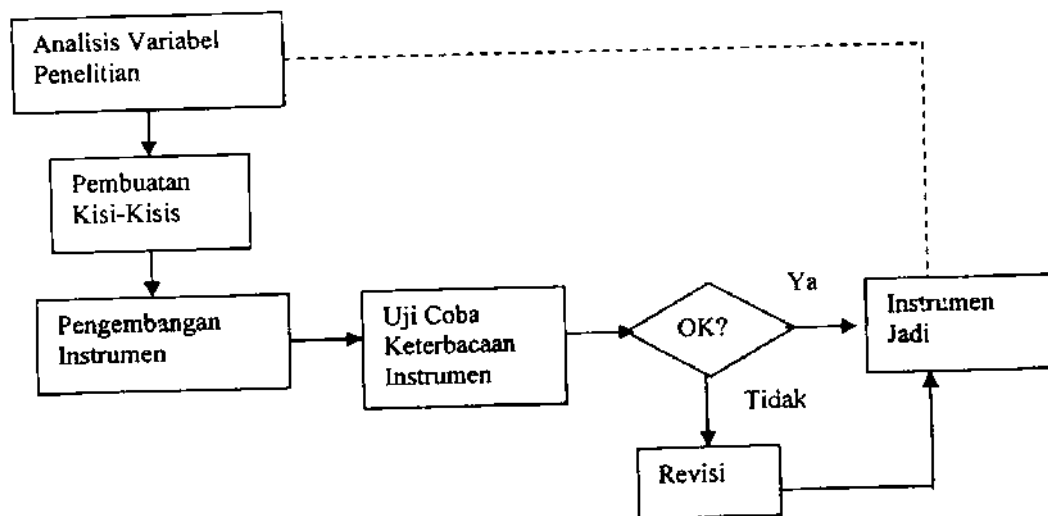 Analisis Variabel
Penelitian
Pembuatan
Kisi-Kisis
Pengembangan
Instrumen
Uji Coba
Keterbacaan
Instrumen
OK?
Ya
Tidak
Instrumen
Jadi
Revisi